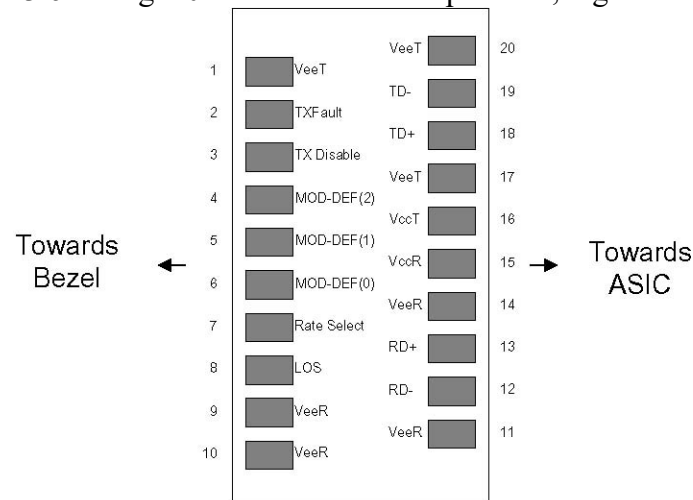 Towards
Bezel
1 VeeT
2 TXFault
3 TX Disable
4 MOD-DEF(2)
5 MOD-DEF(1)
6 MOD-DEF(0)
7 Rate Select
8 LOS
9 VeeR
10 VeeR
VeeT 20
TD- 19
TD+ 18
VeeT 17
VccT 16
VccR 15
VeeR 14
RD+ 13
RD- 12
VeeR 11
Towards
ASIC